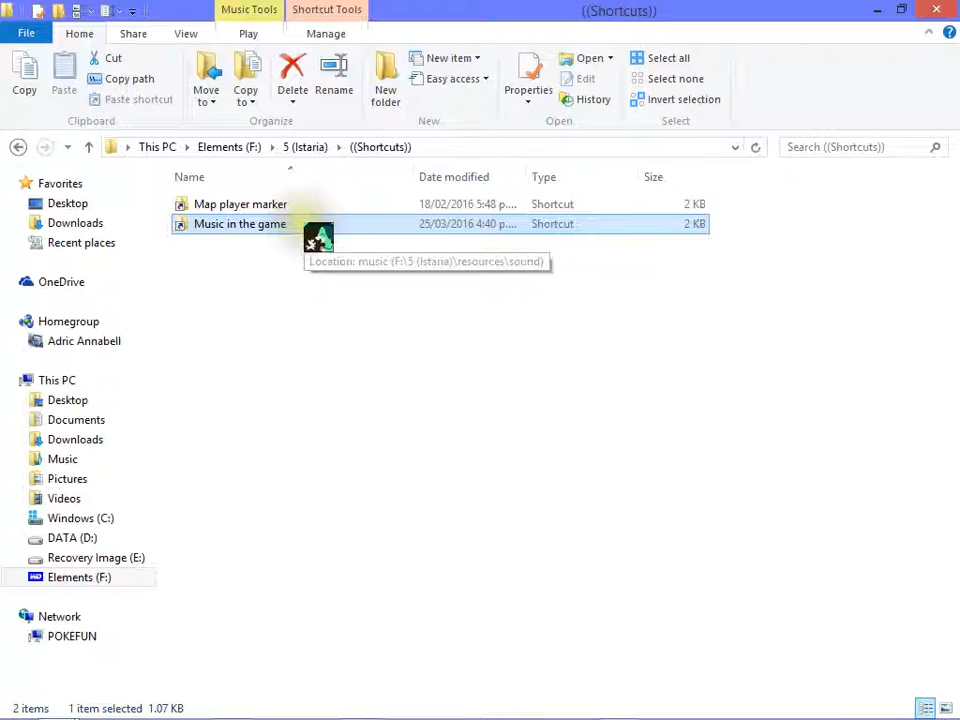 Music Tools Shortcut Tools ((Shortcuts))
File Home Share View Play Manage
Copy
Paste
Cut
Copy path
Paste shortcut
Clipboard
Move to
Copy to
Delete
Rename
Organize
New folder
New item
Easy access
New
Properties
Open
Edit
History
Open
Select all
Select none
Invert selection
Select
This PC Elements (F:) 5 (Istaria) ((Shortcuts))
Search ((Shortcuts))
Name Date modified Type Size
Map player marker 18/02/2016 5:48 p.... Shortcut 2 KB
Music in the game 25/03/2016 4:40 p.... Shortcut 2 KB
Location: music (F:\5 (Istaria)\resources\sound)
Favorites
Desktop
Downloads
Recent places
OneDrive
Homegroup
Adric Annabell
This PC
Desktop
Documents
Downloads
Music
Pictures
Videos
Windows (C:)
DATA (D:)
Recovery Image (E:)
WD Elements (F:)
Network
POKEFUN
2 items 1 item selected 1.07 KB